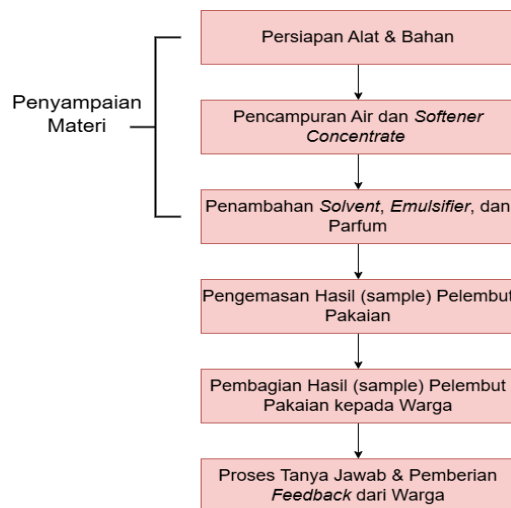 Persiapan Alat & Bahan
Penyampaian
Materi
Pencampuran Air dan Softener
Concentrate
Penambahan Solvent, Emulsifier, dan
Parfum
Pengemasan Hasil (sample) Pelembut
Pakaian
Pembagian Hasil (sample) Pelembut
Pakaian kepada Warga
Proses Tanya Jawab & Pemberian
Feedback dari Warga